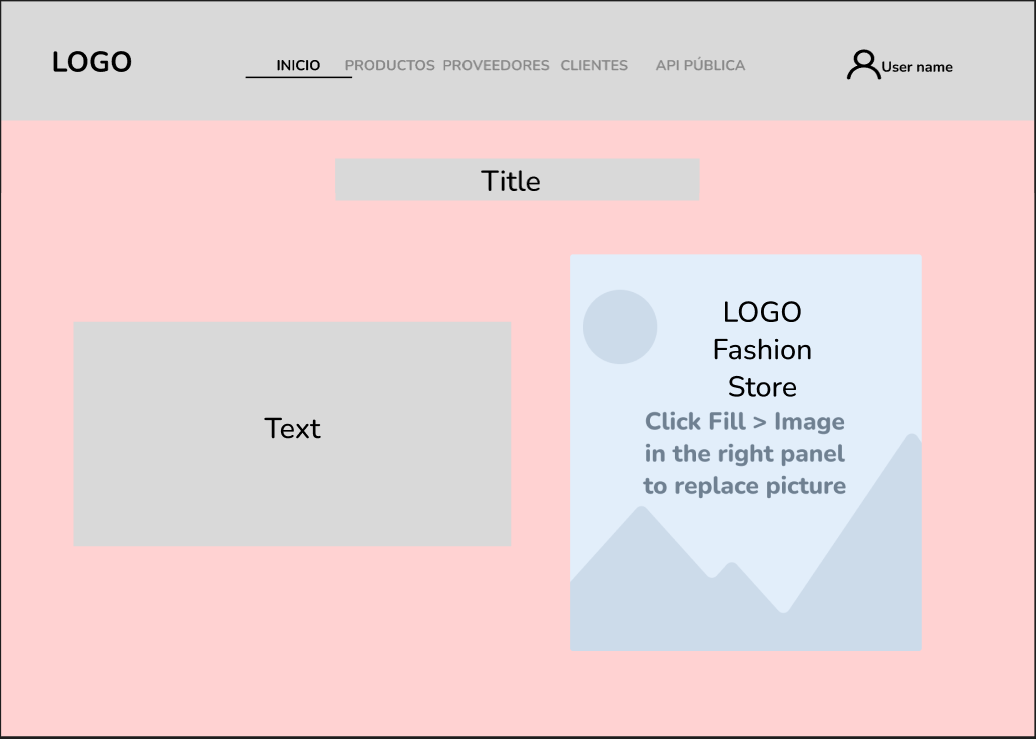 LOGO
INICIO PRODUCTOS PROVEEDORES CLIENTES API PÚBLICA
User name
Title
Text
LOGO
Fashion
Store
Click Fill > Image
in the right panel
to replace picture